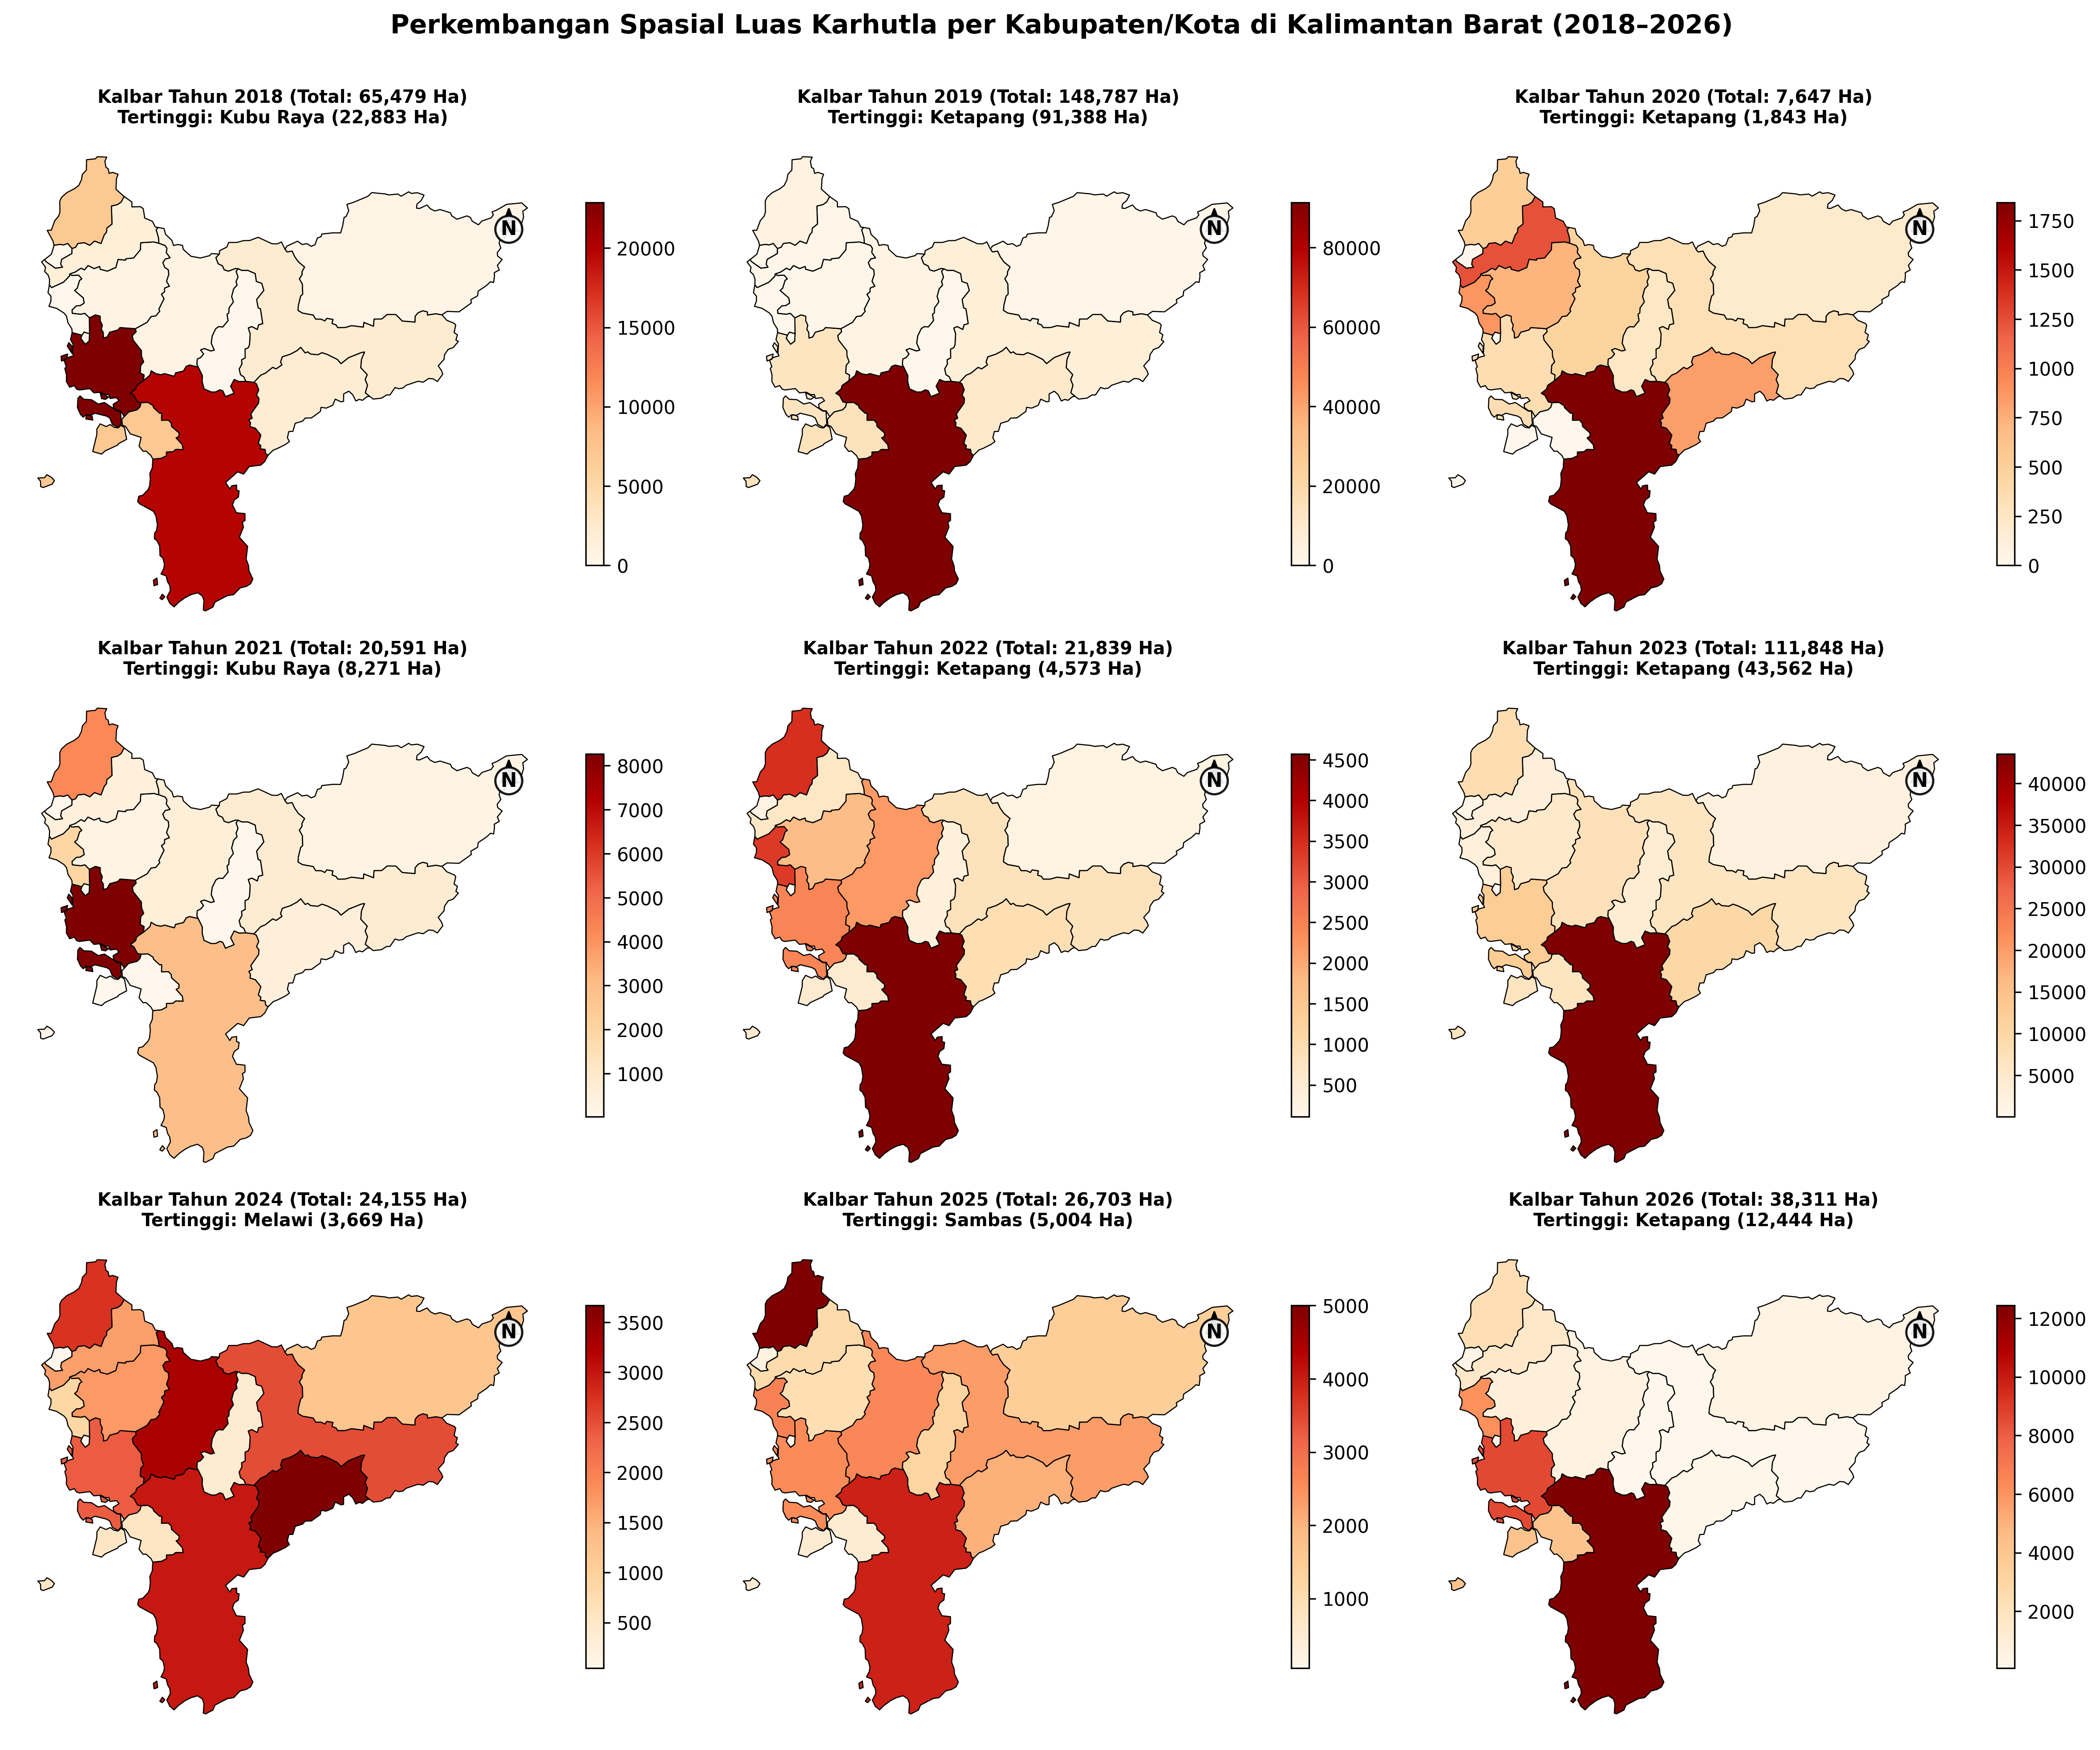 Perkembangan Spasial Luas Karhutla per Kabupaten/Kota di Kalimantan Barat (2018–2026)
Kalbar Tahun 2018 (Total: 65,479 Ha)
Tertinggi: Kubu Raya (22,883 Ha)
N
20000
15000
10000
5000
0
Kalbar Tahun 2019 (Total: 148,787 Ha)
Tertinggi: Ketapang (91,388 Ha)
N
80000
60000
40000
20000
0
Kalbar Tahun 2020 (Total: 7,647 Ha)
Tertinggi: Ketapang (1,843 Ha)
N
1750
1500
1250
1000
750
500
250
0
Kalbar Tahun 2021 (Total: 20,591 Ha)
Tertinggi: Kubu Raya (8,271 Ha)
N
8000
7000
6000
5000
4000
3000
2000
1000
Kalbar Tahun 2022 (Total: 21,839 Ha)
Tertinggi: Ketapang (4,573 Ha)
N
4500
4000
3500
3000
2500
2000
1500
1000
500
Kalbar Tahun 2023 (Total: 111,848 Ha)
Tertinggi: Ketapang (43,562 Ha)
N
40000
35000
30000
25000
20000
15000
10000
5000
Kalbar Tahun 2024 (Total: 24,155 Ha)
Tertinggi: Melawi (3,669 Ha)
N
3500
3000
2500
2000
1500
1000
500
Kalbar Tahun 2025 (Total: 26,703 Ha)
Tertinggi: Sambas (5,004 Ha)
N
5000
4000
3000
2000
1000
Kalbar Tahun 2026 (Total: 38,311 Ha)
Tertinggi: Ketapang (12,444 Ha)
N
12000
10000
8000
6000
4000
2000